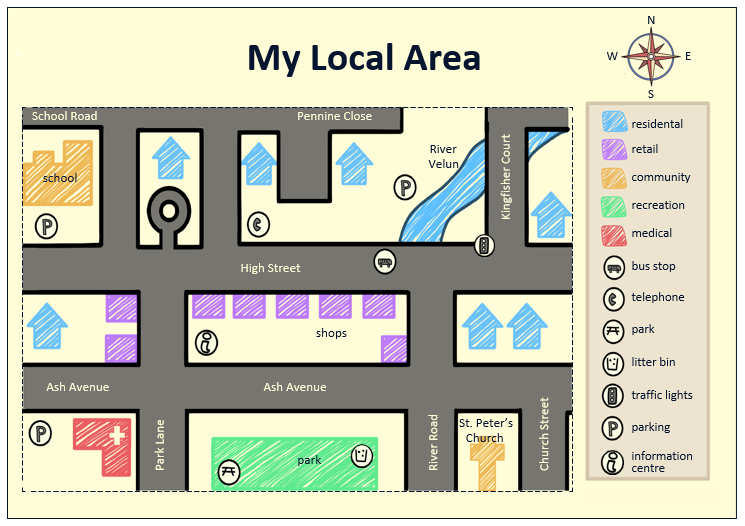 My Local Area
N
W
E
S
School Road
Pennine Close
school
P
River
Velun
P
Kingfisher Court
High Street
shops
i
Ash Avenue
Ash Avenue
P
Park Lane
park
River Road
St. Peter's
Church
Church Street
residental
retail
community
recreation
medical
bus stop
telephone
park
litter bin
traffic lights
P
parking
i
information
centre